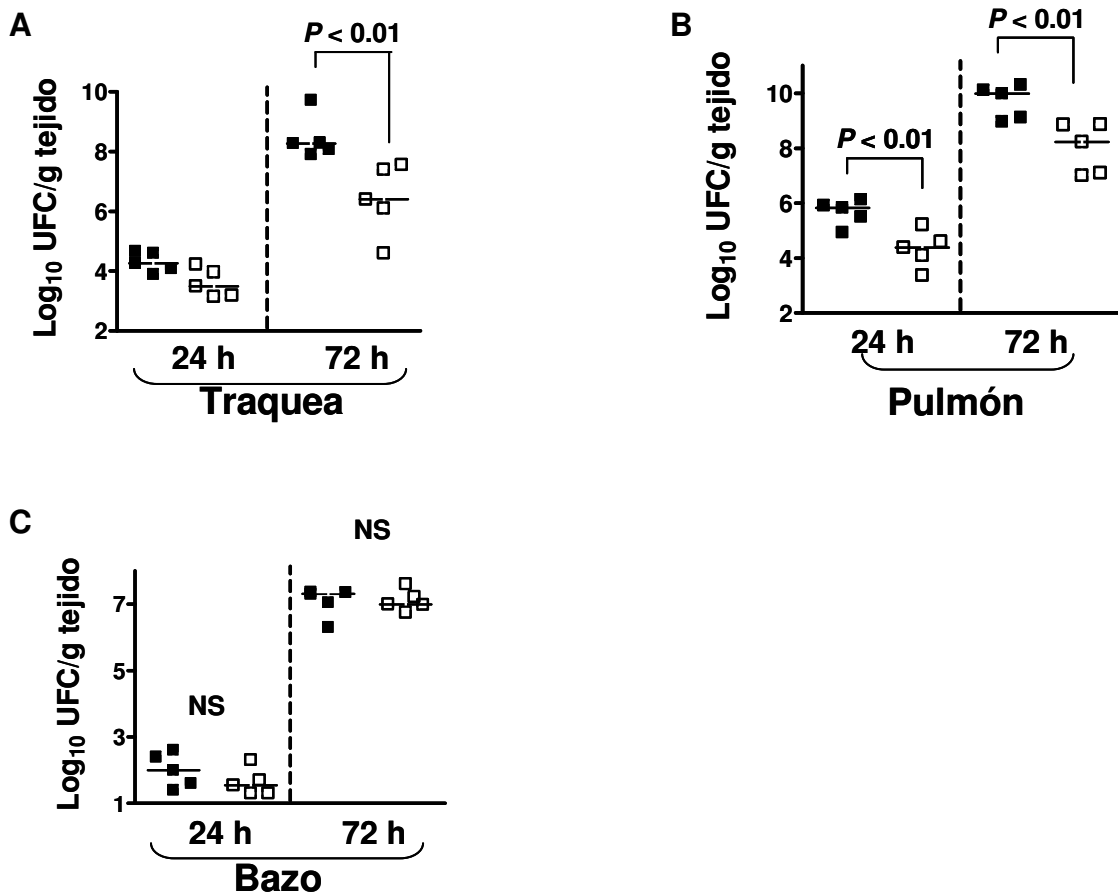 A
P < 0.01
Log10 UFC/g tejido
10
8
6
4
2
24 h 72 h
Traquea
B
P < 0.01
P < 0.01
Log10 UFC/g tejido
10
8
6
4
2
24 h 72 h
Pulmón
C
NS
NS
Log10 UFC/g tejido
7
5
3
1
24 h 72 h
Bazo